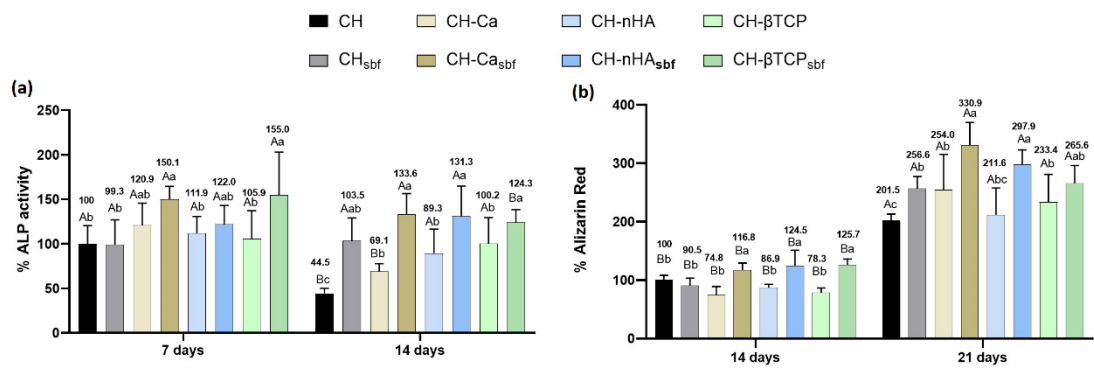 CH CH-Ca CH-nHA CH-βTCP
CHsbf CH-Casbf CH-nHAsbf CH-βTCPsbf
(a)
% ALP activity
250
200
150
100
50
0
100
Ab
99.3
Ab
120.9
Aab
150.1
Aa
111.9
Ab
122.0
Aab
105.9
Ab
155.0
Aa
44.5
Bc
103.5
Aab
69.1
Bb
133.6
Aa
89.3
Ab
131.3
Aa
100.2
Ab
124.3
Ba
7 days 14 days
(b)
% Alizarin Red
400
300
200
100
0
100
Bb
90.5
Bb
74.8
Bb
116.8
Ba
86.9
Bb
124.5
Ba
78.3
Bb
125.7
Ba
201.5
Ac
256.6
Ab
254.0
Ab
330.9
Aa
211.6
Abc
297.9
Aa
233.4
Ab
265.6
Aab
14 days 21 days